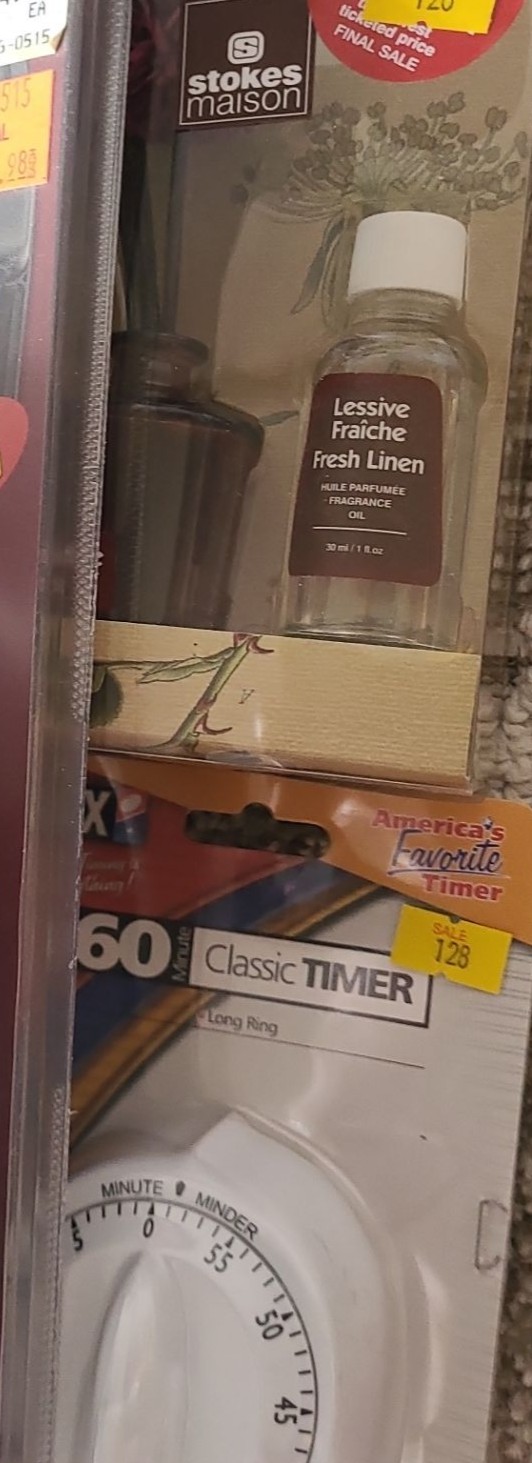 EA
S-0515
515
.98
120
ticketed price
FINAL SALE
stokes
maison
Lessive
Fraîche
Fresh Linen
HUILE PARFUMÉE
FRAGRANCE
OIL
30 ml / 1 fl.oz
America's
Favorite
Timer
SALE
128
60 Minute Classic TIMER
Long Ring
MINUTE MINDER
5 0 55 50 45